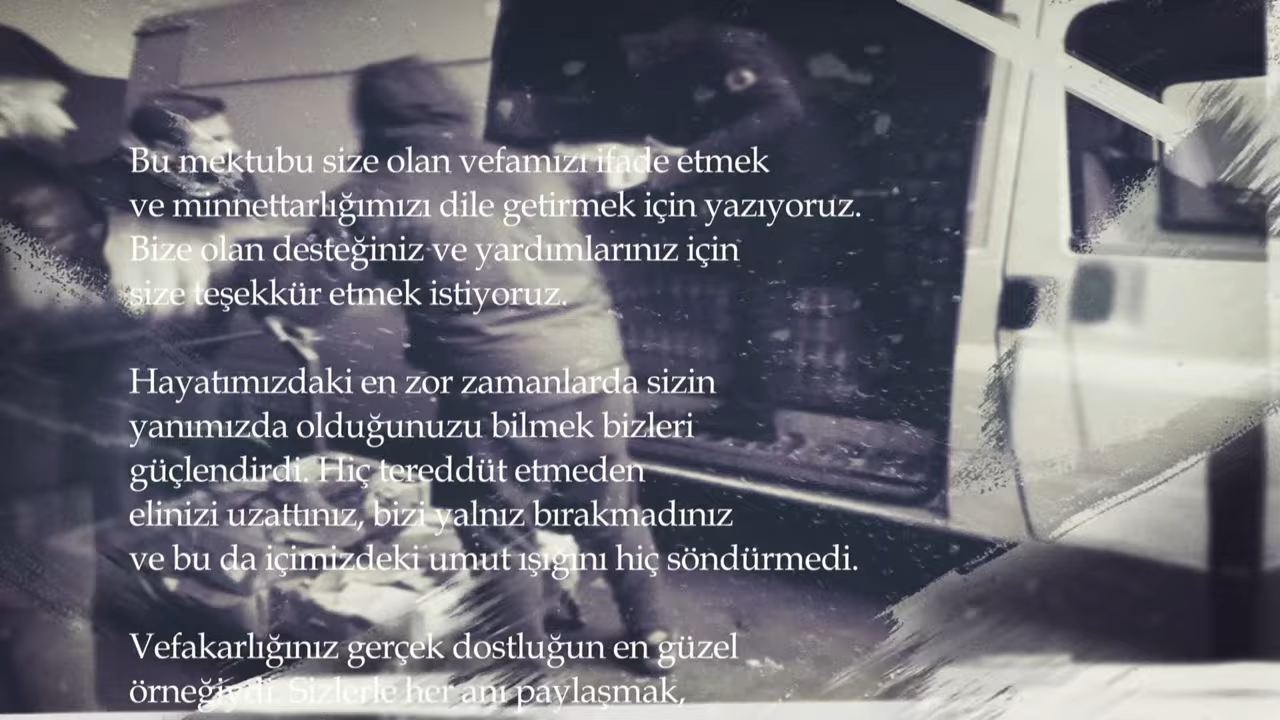 Bu mektubu size olan vefamızı ifade etmek
ve minnettarlığımızı dile getirmek için yazıyoruz.
Bize olan desteğiniz ve yardımlarınız için
size teşekkür etmek istiyoruz.
Hayatımızdaki en zor zamanlarda sizin
yanımızda olduğunuzu bilmek bizleri
güçlendirdi. Hiç tereddüt etmeden
elinizi uzattınız, bizi yalnız bırakmadınız
ve bu da içimizdeki umut ışığını hiç söndürmedi.
Vefakarlığınız gerçek dostluğun en güzel
örneğiydi. Sizlerle her anı paylaşmak,